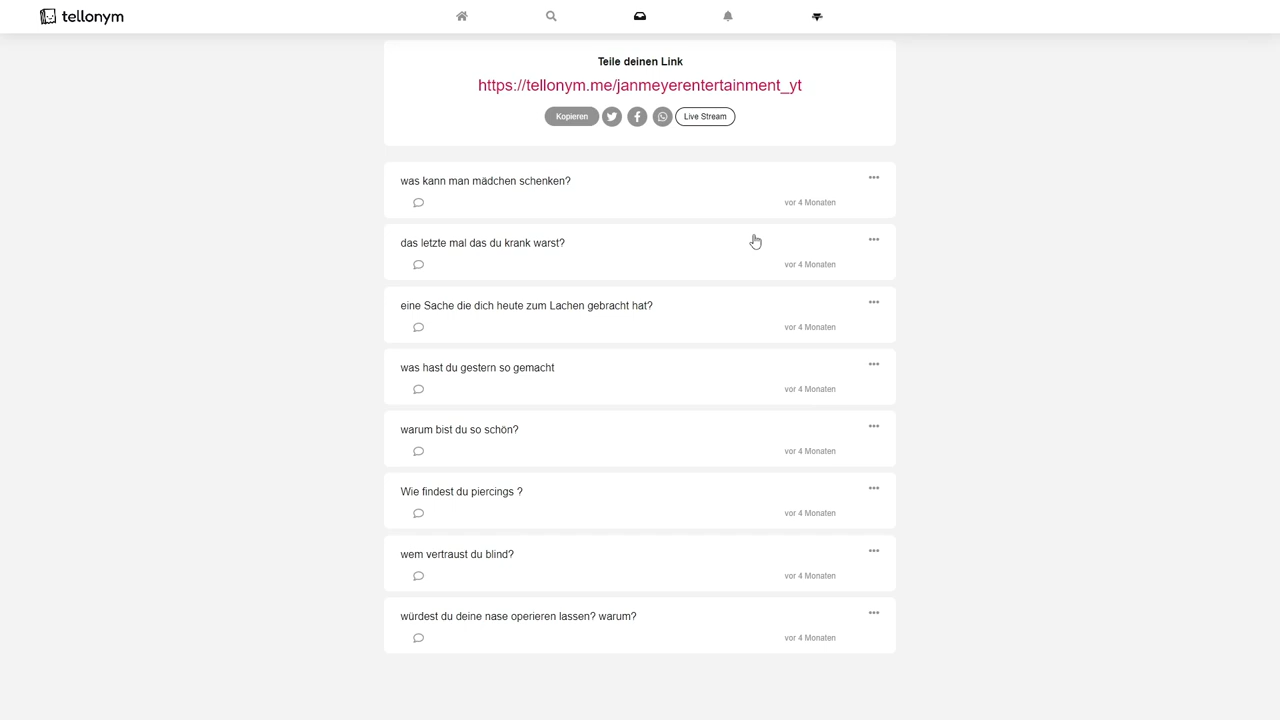 tellonym
Teile deinen Link
https://tellonym.me/janmeyerentertainment_yt
Kopieren
Live Stream
was kann man mädchen schenken?
vor 4 Monaten
das letzte mal das du krank warst?
vor 4 Monaten
eine Sache die dich heute zum Lachen gebracht hat?
vor 4 Monaten
was hast du gestern so gemacht
vor 4 Monaten
warum bist du so schön?
vor 4 Monaten
Wie findest du piercings ?
vor 4 Monaten
wem vertraust du blind?
vor 4 Monaten
würdest du deine nase operieren lassen? warum?
vor 4 Monaten